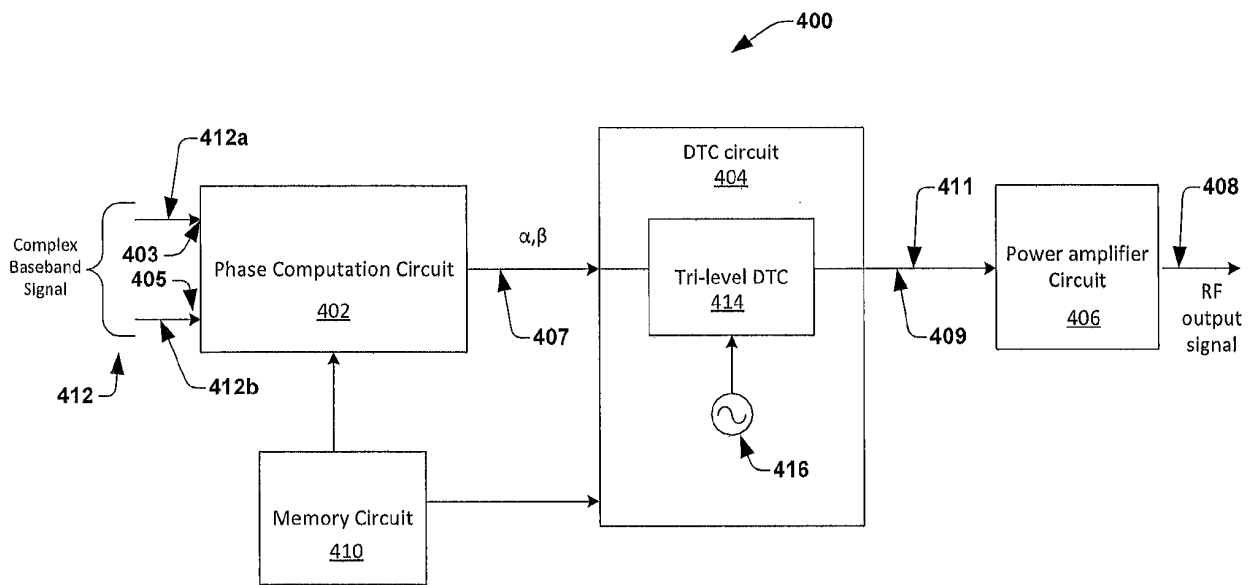 400
412a
Complex
Baseband
Signal
403
405
412
412b
Phase Computation Circuit
402
α,β
407
DTC circuit
404
Tri-level DTC
414
416
411
409
Power amplifier
Circuit
406
408
RF
output
signal
Memory Circuit
410